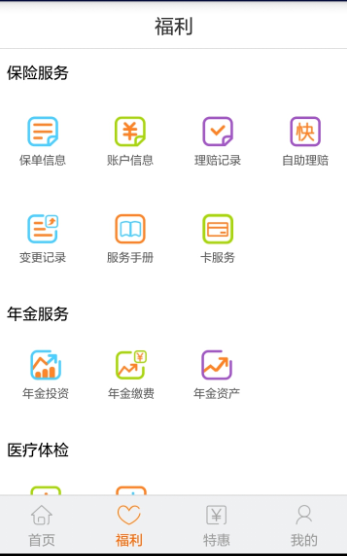 福利
保险服务
保单信息 账户信息 理赔记录 快 自助理赔
变更记录 服务手册 卡服务
年金服务
年金投资 年金缴费 年金资产
医疗体检
首页 福利 特惠 我的